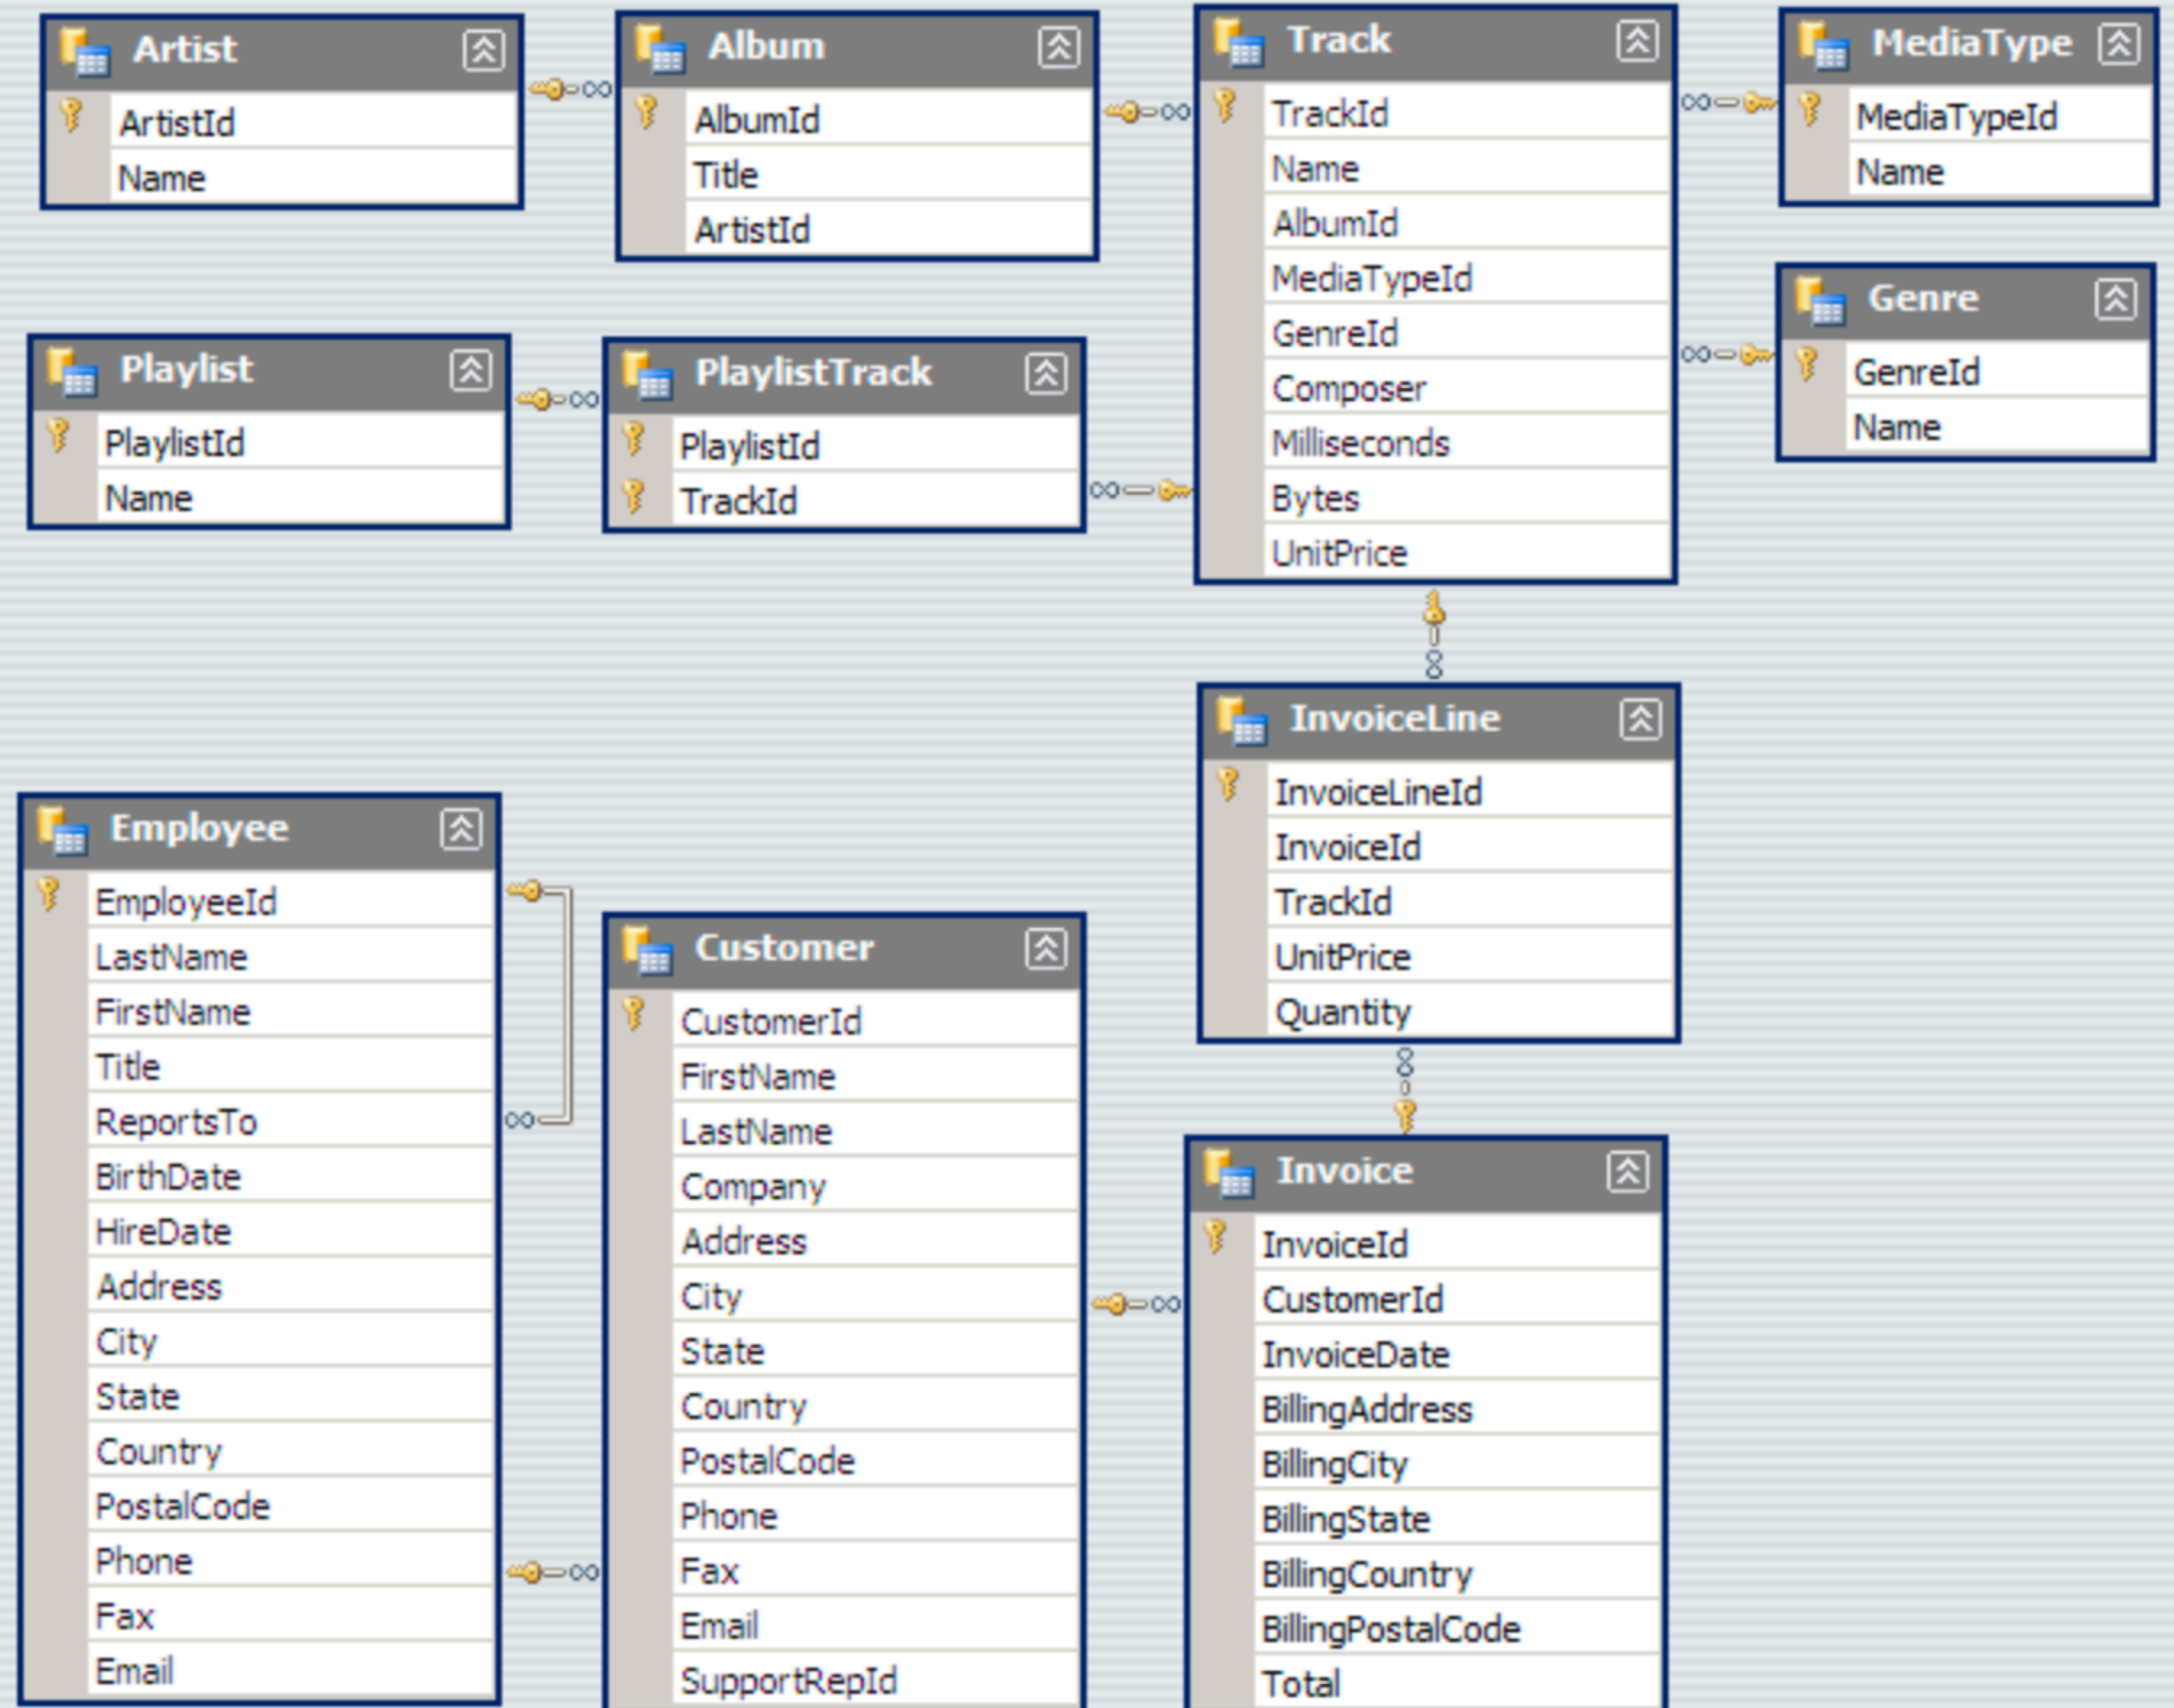 Artist
ArtistId
Name
Album
AlbumId
Title
ArtistId
Track
TrackId
Name
AlbumId
MediaTypeId
GenreId
Composer
Milliseconds
Bytes
UnitPrice
MediaType
MediaTypeId
Name
Genre
GenreId
Name
Playlist
PlaylistId
Name
PlaylistTrack
PlaylistId
TrackId
InvoiceLine
InvoiceLineId
InvoiceId
TrackId
UnitPrice
Quantity
Employee
EmployeeId
LastName
FirstName
Title
ReportsTo
BirthDate
HireDate
Address
City
State
Country
PostalCode
Phone
Fax
Email
Customer
CustomerId
FirstName
LastName
Company
Address
City
State
Country
PostalCode
Phone
Fax
Email
SupportRepId
Invoice
InvoiceId
CustomerId
InvoiceDate
BillingAddress
BillingCity
BillingState
BillingCountry
BillingPostalCode
Total